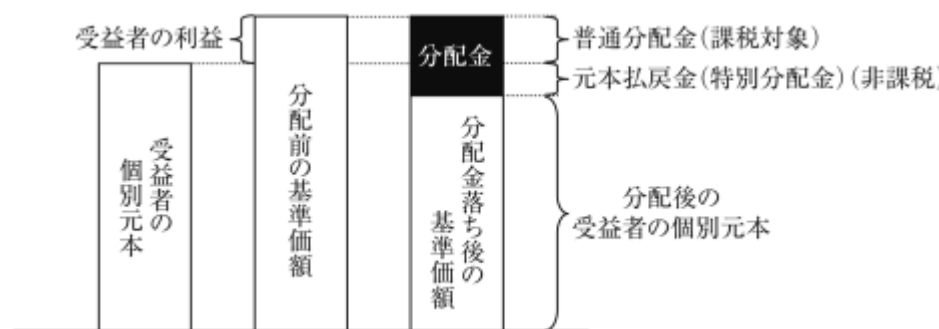 受益者の利益
分配金
普通分配金(課税対象)
元本払戻金(特別分配金)(非課税)
受益者の
個別元本
分配前の基準価額
分配金落ち後の
基準価額
分配後の
受益者の個別元本